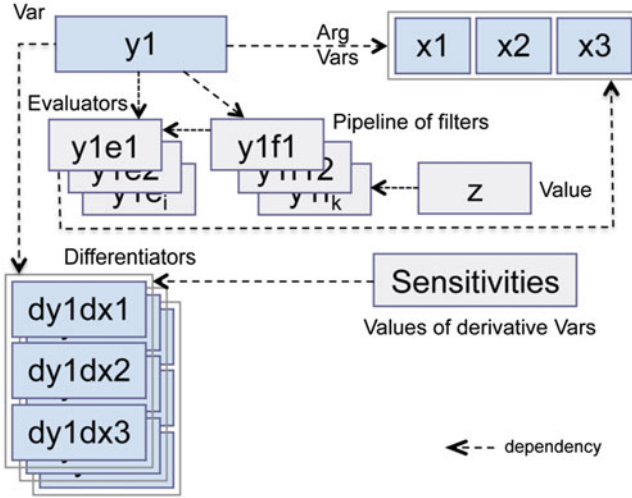 Var
y1
Arg
Vars
x1 x2 x3
Evaluators
Pipeline of filters
y1e1
y1f1
z
Value
Differentiators
dy1dx1
dy1dx2
dy1dx3
Sensitivities
Values of derivative Vars
dependency